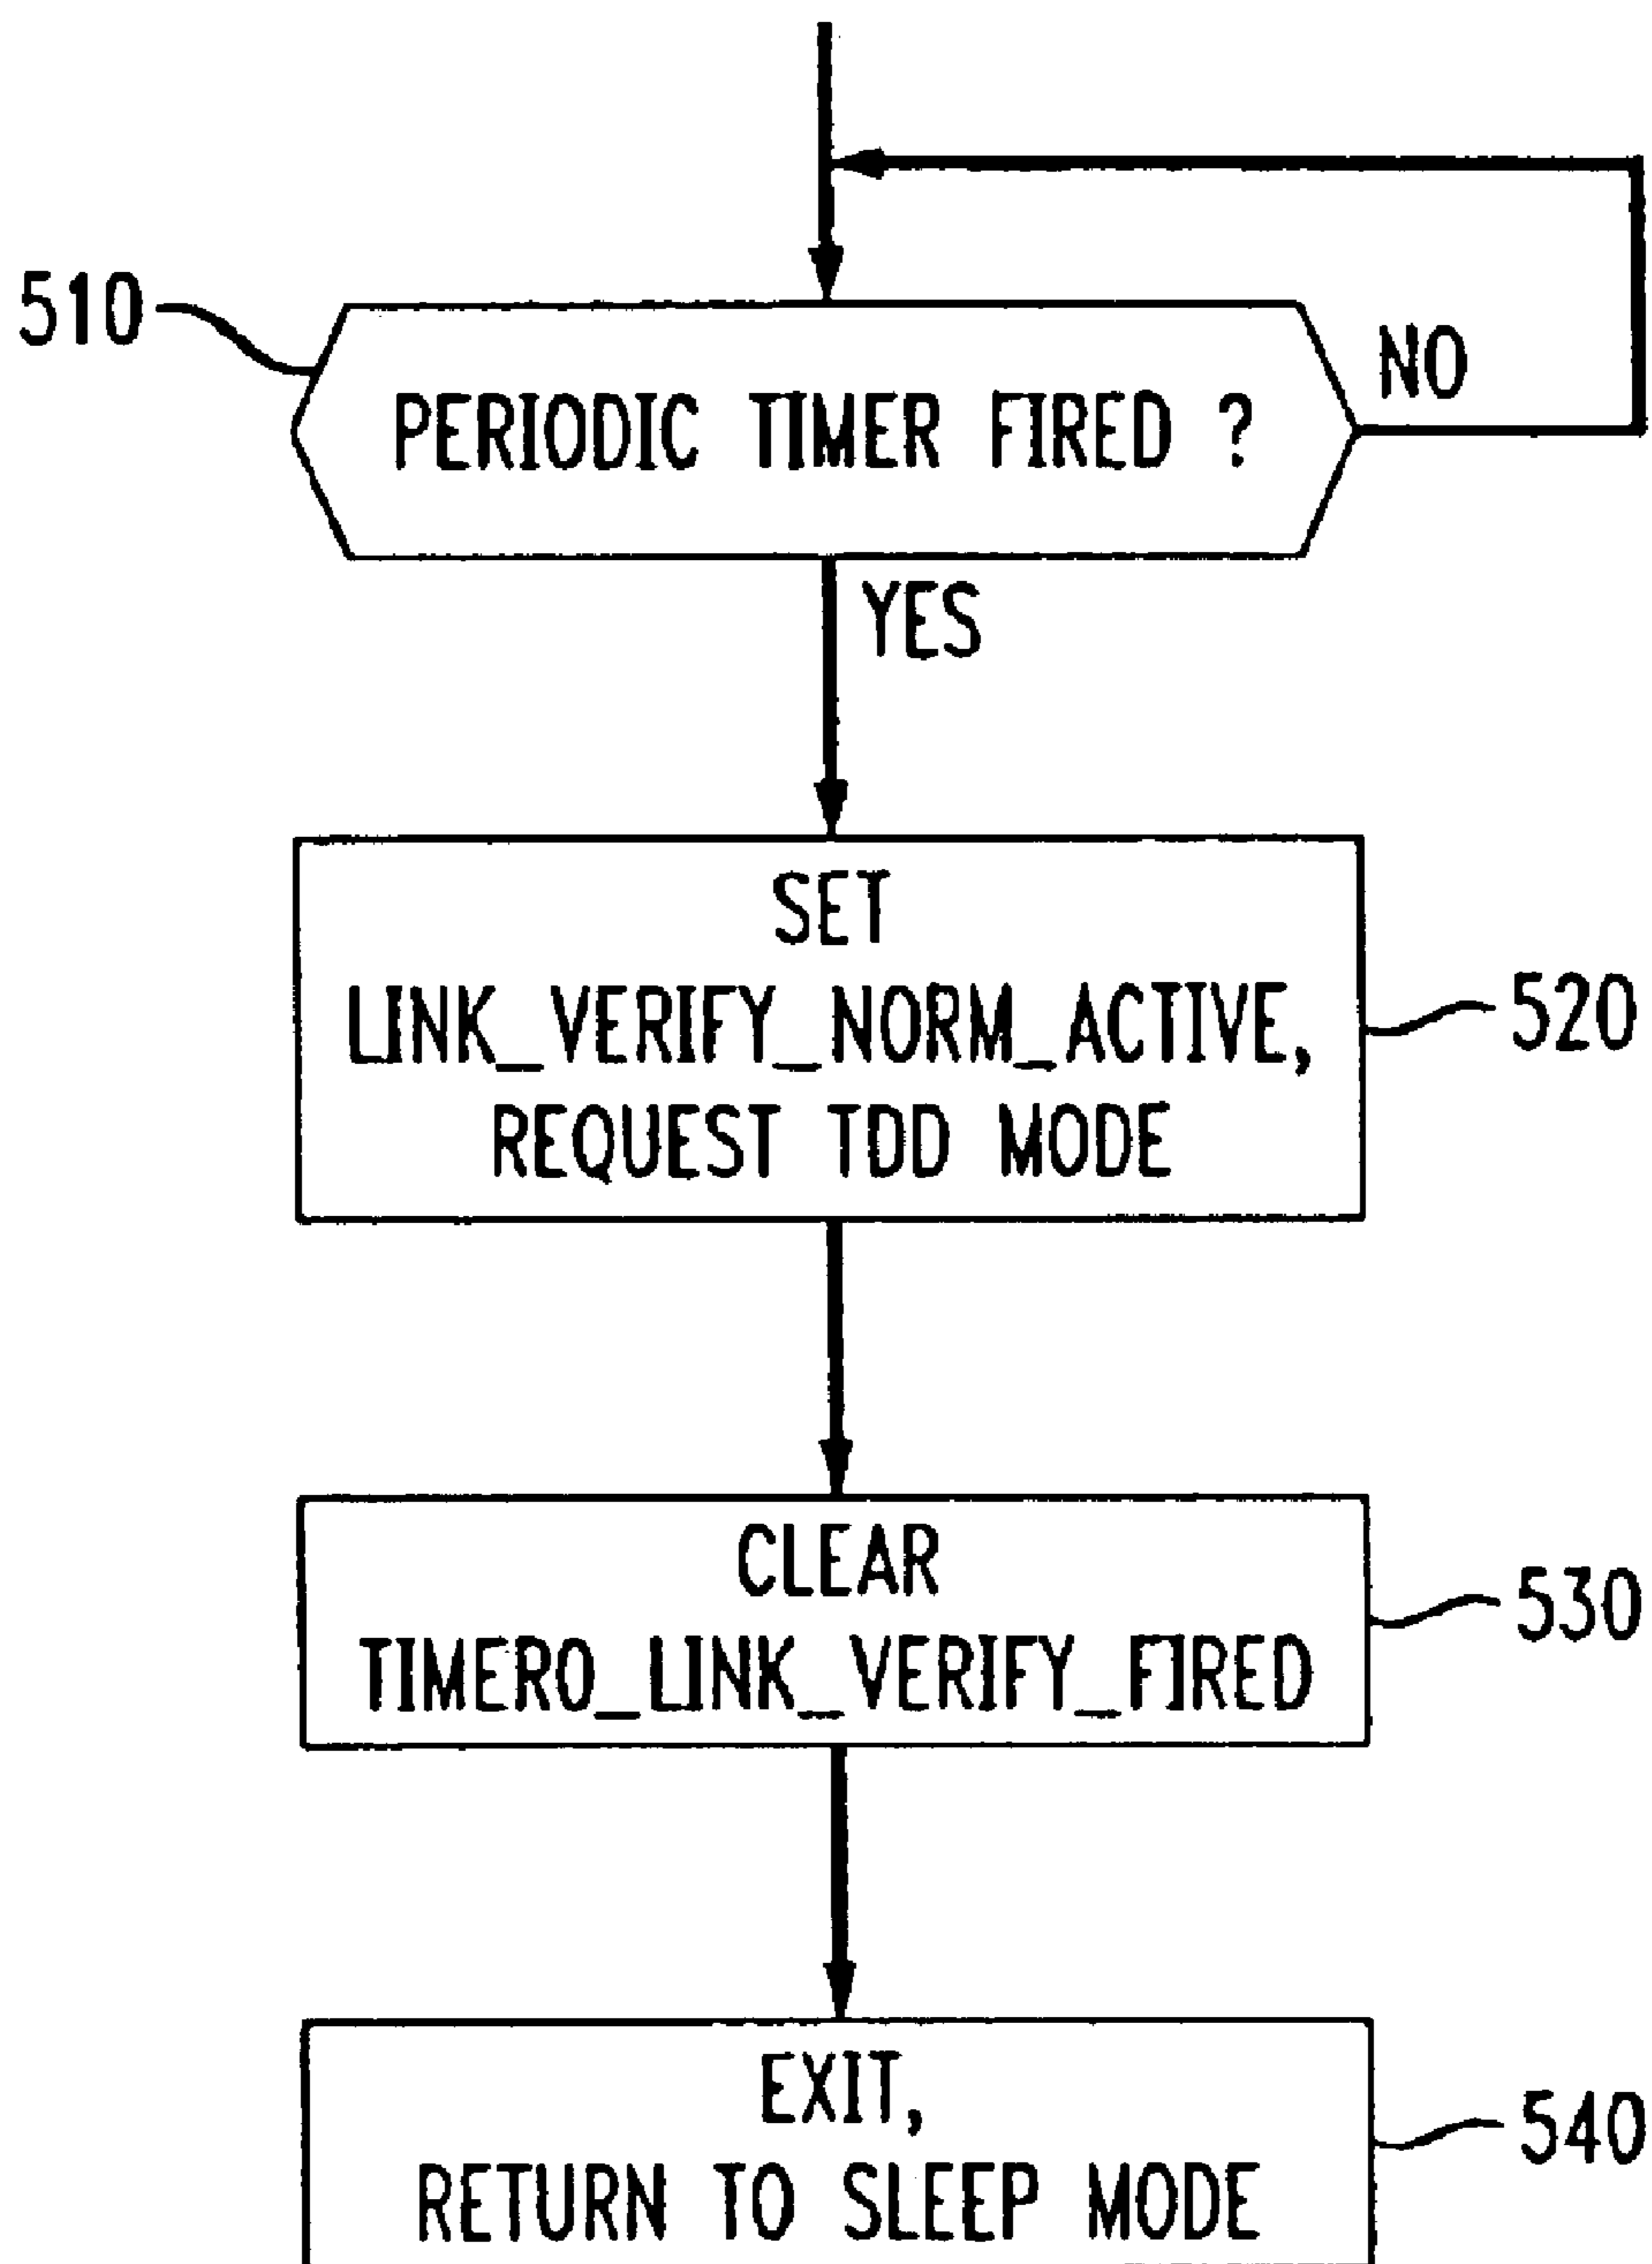 510
PERIODIC TIMER FIRED ?
NO
YES
SET
LINK_VERIFY_NORM_ACTIVE,
REQUEST TDD MODE
520
CLEAR
TIMER0_LINK_VERIFY_FIRED
530
EXIT,
RETURN TO SLEEP MODE
540